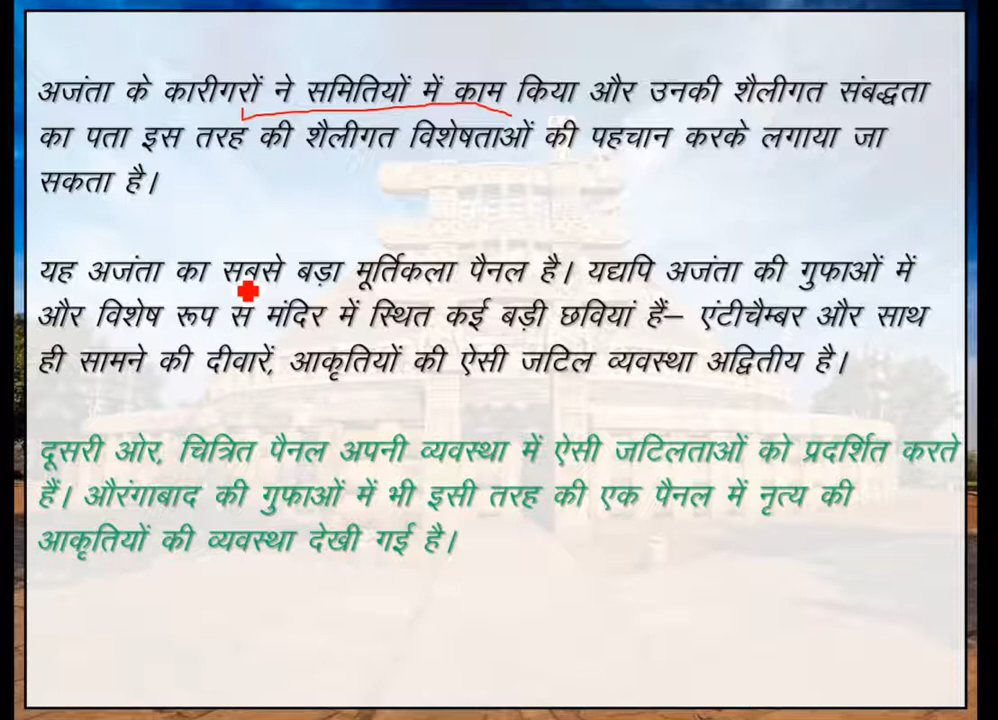 अजंता के कारीगरों ने समितियों में काम किया और उनकी शैलीगत संबद्धता
का पता इस तरह की शैलीगत विशेषताओं की पहचान करके लगाया जा
सकता है।
यह अजंता का सबसे बड़ा मूर्तिकला पैनल है। यद्यपि अजंता की गुफाओं में
और विशेष रूप से मंदिर में स्थित कई बड़ी छवियां हैं– एंटीचैम्बर और साथ
ही सामने की दीवारें, आकृतियों की ऐसी जटिल व्यवस्था अद्वितीय है।
दूसरी ओर, चित्रित पैनल अपनी व्यवस्था में ऐसी जटिलताओं को प्रदर्शित करते
हैं। औरंगाबाद की गुफाओं में भी इसी तरह की एक पैनल में नृत्य की
आकृतियों की व्यवस्था देखी गई है।